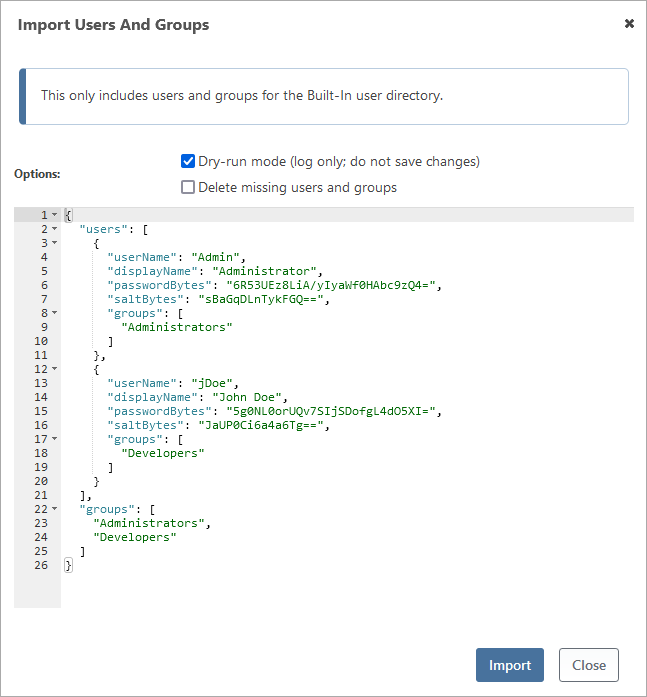 Import Users And Groups
This only includes users and groups for the Built-In user directory.
Options:
Dry-run mode (log only; do not save changes)
Delete missing users and groups
1 {
2 "users": [
3 {
4 "userName": "Admin",
5 "displayName": "Administrator",
6 "passwordBytes": "6R53UEz8LiA/yIyaWf0HAbc9zQ4=",
7 "saltBytes": "sBaGqDLnTykFGQ==",
8 "groups": [
9 "Administrators"
10 ]
11 },
12 {
13 "userName": "jDoe",
14 "displayName": "John Doe",
15 "passwordBytes": "5g0NL0orUQv7SIjSDofgL4dO5XI=",
16 "saltBytes": "JaUP0Ci6a4a6Tg==",
17 "groups": [
18 "Developers"
19 ]
20 }
21 ],
22 "groups": [
23 "Administrators",
24 "Developers"
25 ]
26 }
Import
Close